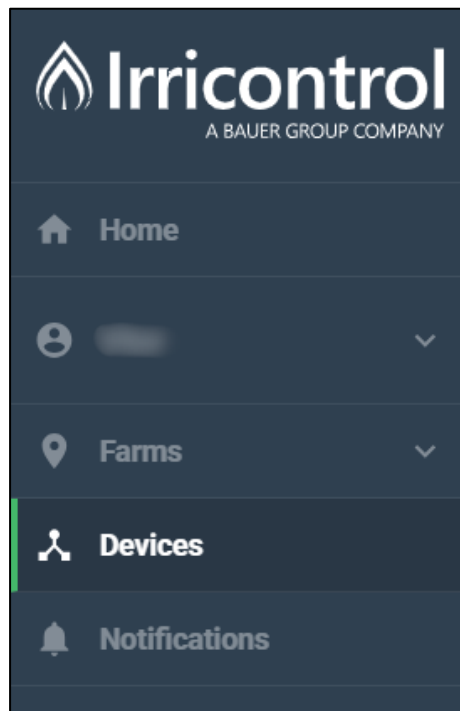 Irricontrol
A BAUER GROUP COMPANY
Home
Farms
Devices
Notifications